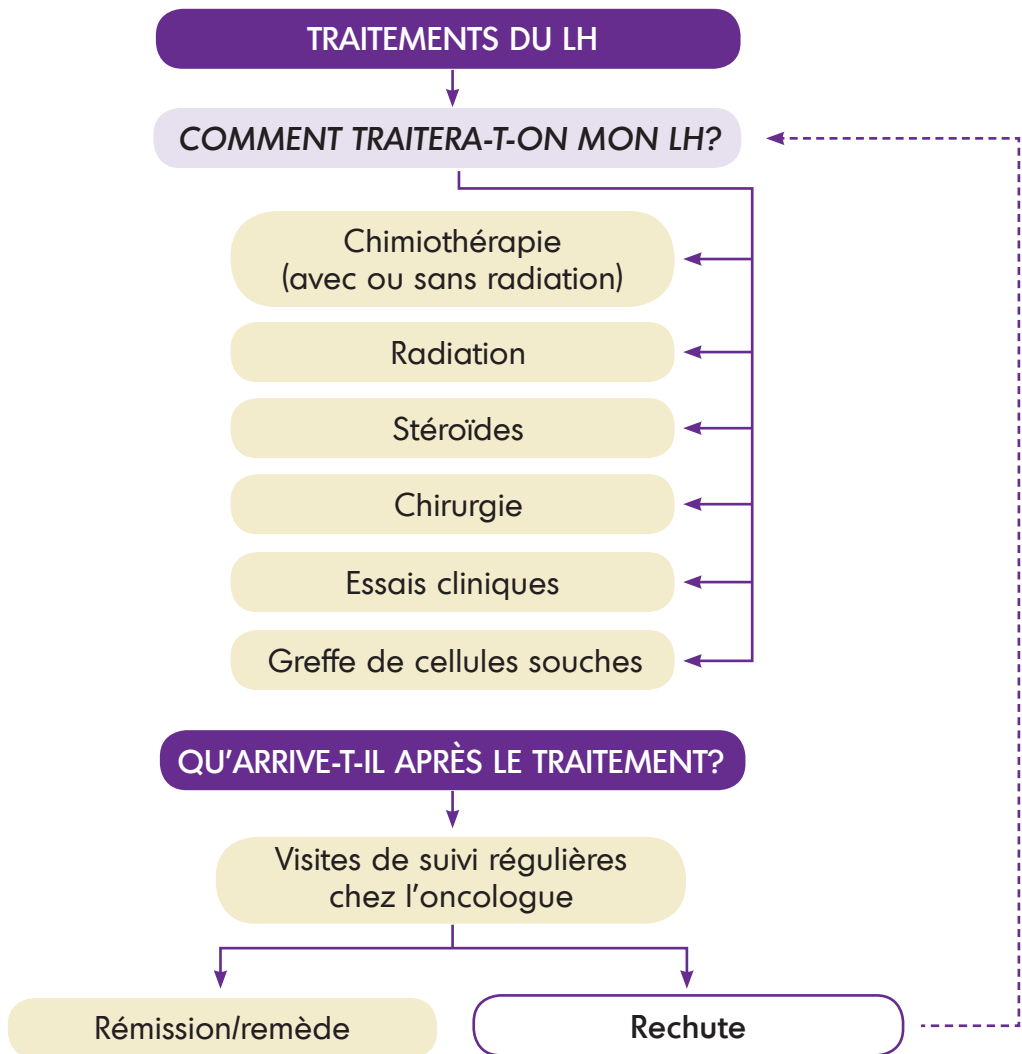 TRAITEMENTS DU LH
COMMENT TRAITERA-T-ON MON LH?
Chimiothérapie
(avec ou sans radiation)
Radiation
Stéroïdes
Chirurgie
Essais cliniques
Greffe de cellules souches
QU'ARRIVE-T-IL APRÈS LE TRAITEMENT?
Visites de suivi régulières
chez l'oncologue
Rémission/remède
Rechute